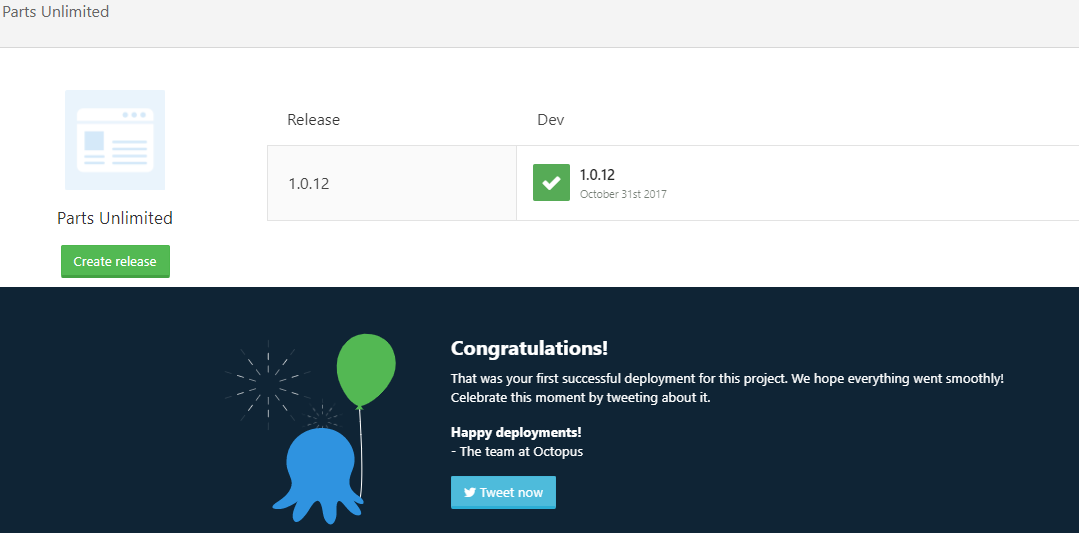 Parts Unlimited
Release
Dev
1.0.12
1.0.12
October 31st 2017
Parts Unlimited
Create release
Congratulations!
That was your first successful deployment for this project. We hope everything went smoothly!
Celebrate this moment by tweeting about it.
Happy deployments!
- The team at Octopus
Tweet now